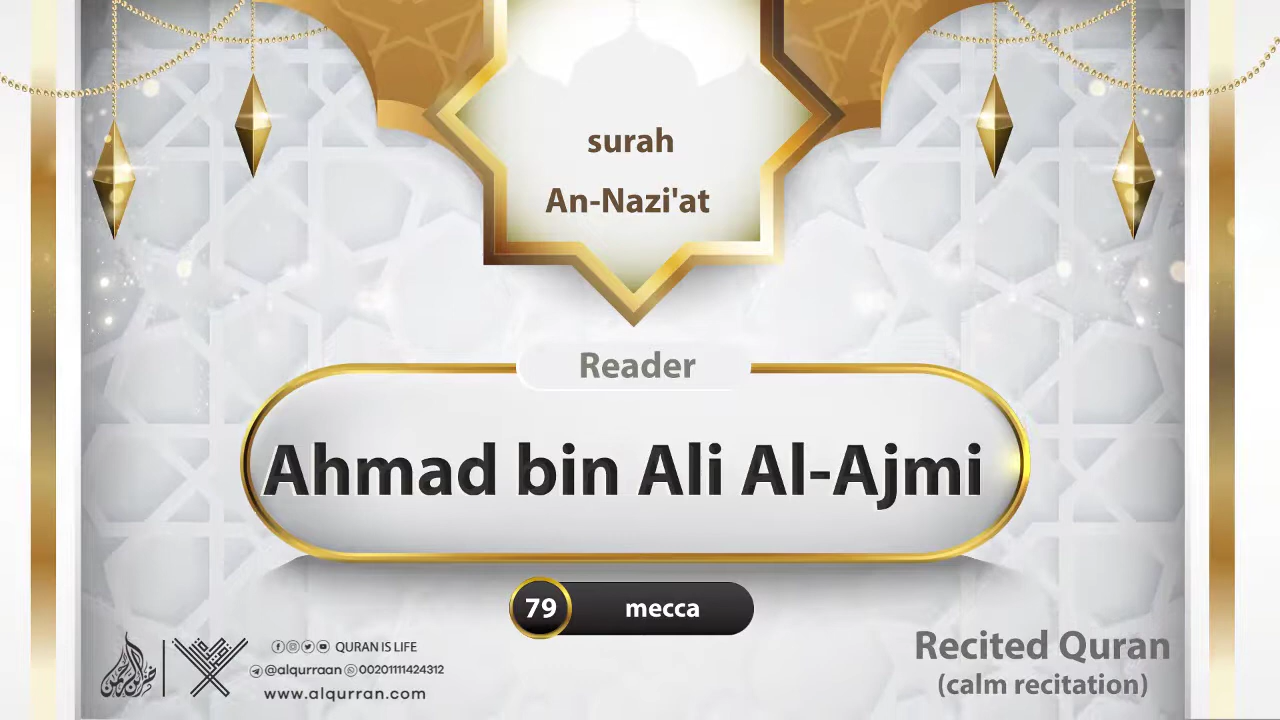 surah
An-Nazi'at
Reader
Ahmad bin Ali Al-Ajmi
79 mecca
QURAN IS LIFE
@alqurraan 00201111424312
www.alqurran.com
Recited Quran
(calm recitation)